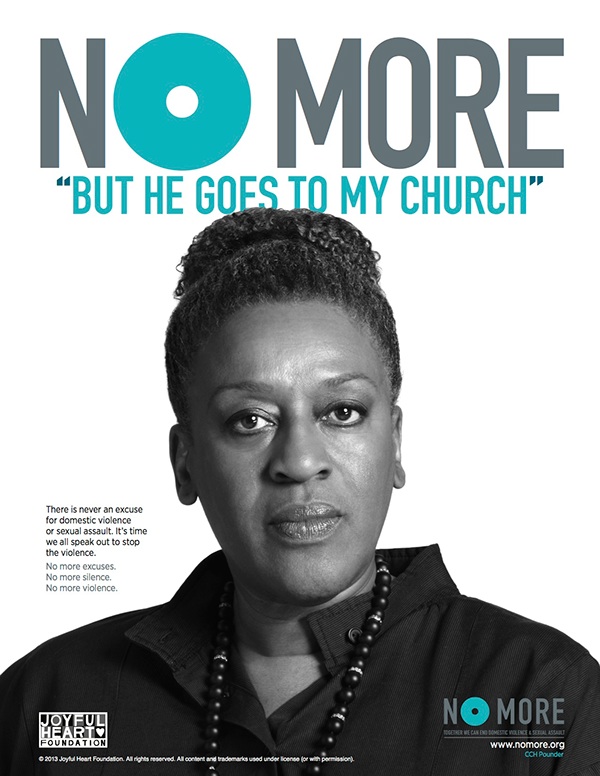 NO MORE
“BUT HE GOES TO MY CHURCH”
There is never an excuse
for domestic violence
or sexual assault. It's time
we all speak out to stop
the violence.
No more excuses.
No more silence.
No more violence.
JOYFUL
HEART
FOUNDATION
© 2013 Joyful Heart Foundation. All rights reserved. All content and trademarks used under license (or with permission).
NO MORE
TOGETHER WE CAN END DOMESTIC VIOLENCE & SEXUAL ASSAULT
www.nomore.org
CCH Pounder